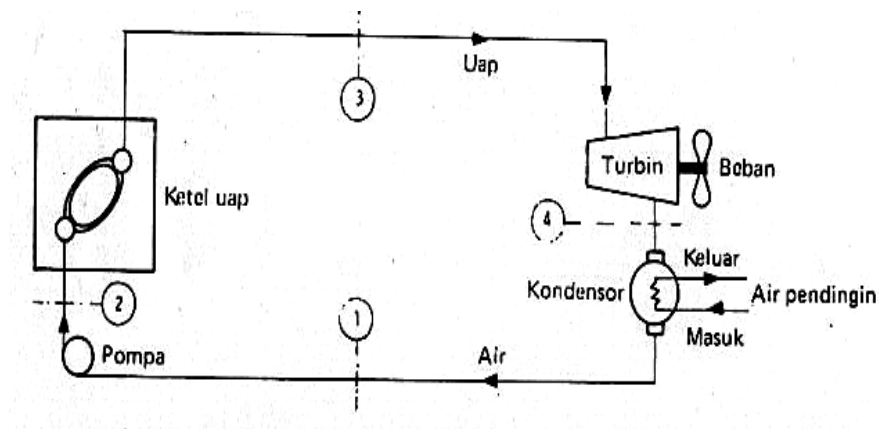 3
Uap
Turbin
Beban
Ketel uap
4
Keluar
Kondensor
Air pendingin
2
1
Masuk
Pompa
Air